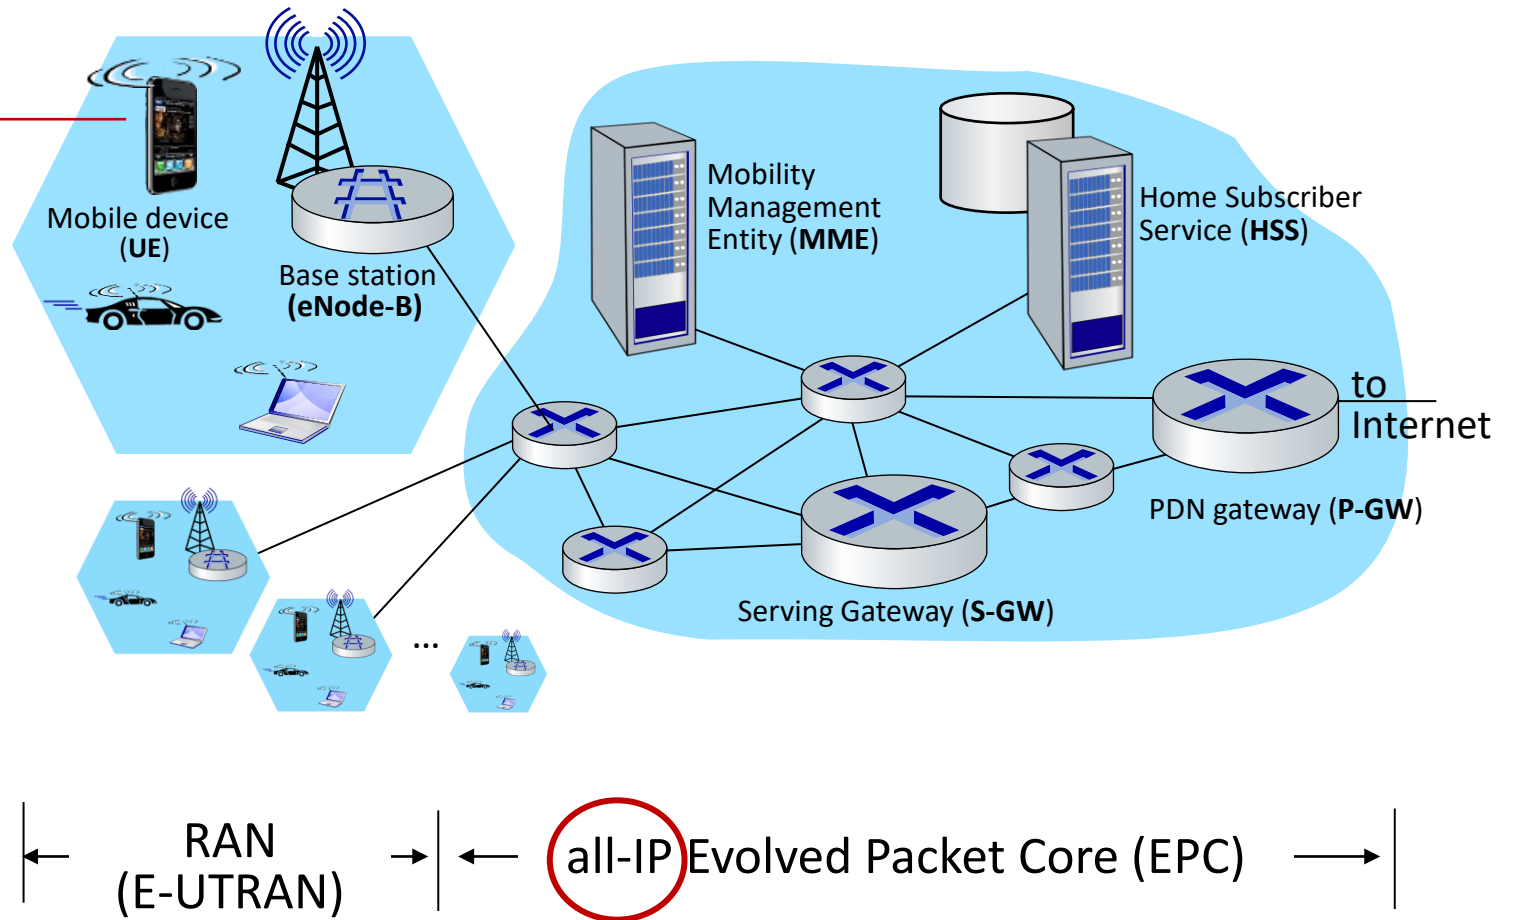 Mobile device
(UE)
Base station
(eNode-B)
Mobility
Management
Entity (MME)
Home Subscriber
Service (HSS)
to
Internet
PDN gateway (P-GW)
Serving Gateway (S-GW)
...
RAN
(E-UTRAN)
all-IP Evolved Packet Core (EPC)